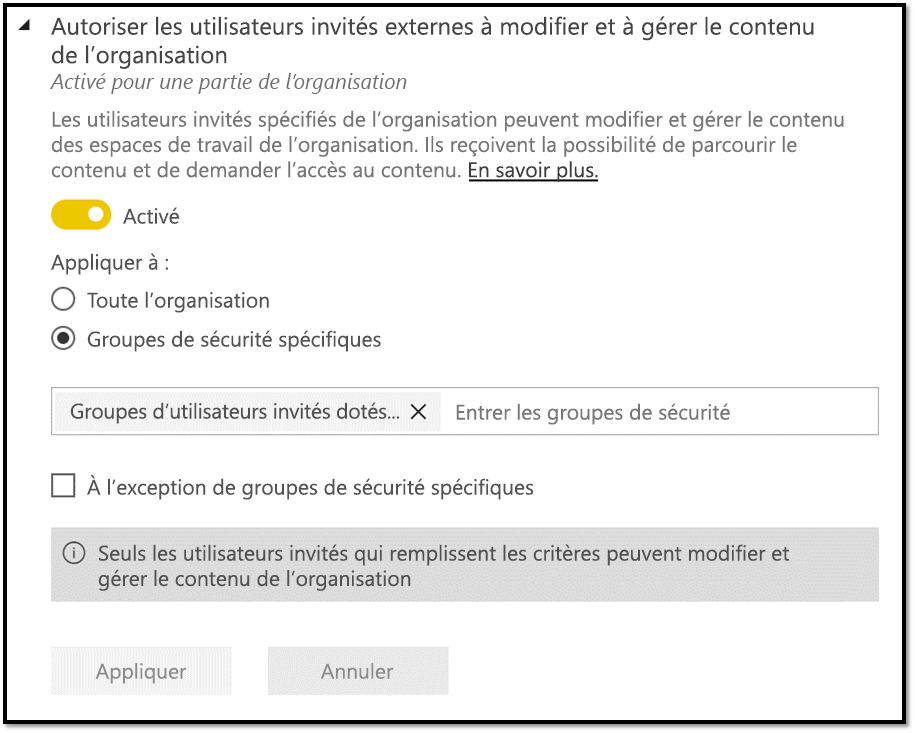 Autoriser les utilisateurs invités externes à modifier et à gérer le contenu
de l’organisation
Activé pour une partie de l’organisation
Les utilisateurs invités spécifiés de l’organisation peuvent modifier et gérer le contenu
des espaces de travail de l’organisation. Ils reçoivent la possibilité de parcourir le
contenu et de demander l’accès au contenu. En savoir plus.
Activé
Appliquer à :
Toute l’organisation
Groupes de sécurité spécifiques
Groupes d’utilisateurs invités dotés... Entrer les groupes de sécurité
À l’exception de groupes de sécurité spécifiques
Seuls les utilisateurs invités qui remplissent les critères peuvent modifier et
gérer le contenu de l’organisation
Appliquer Annuler